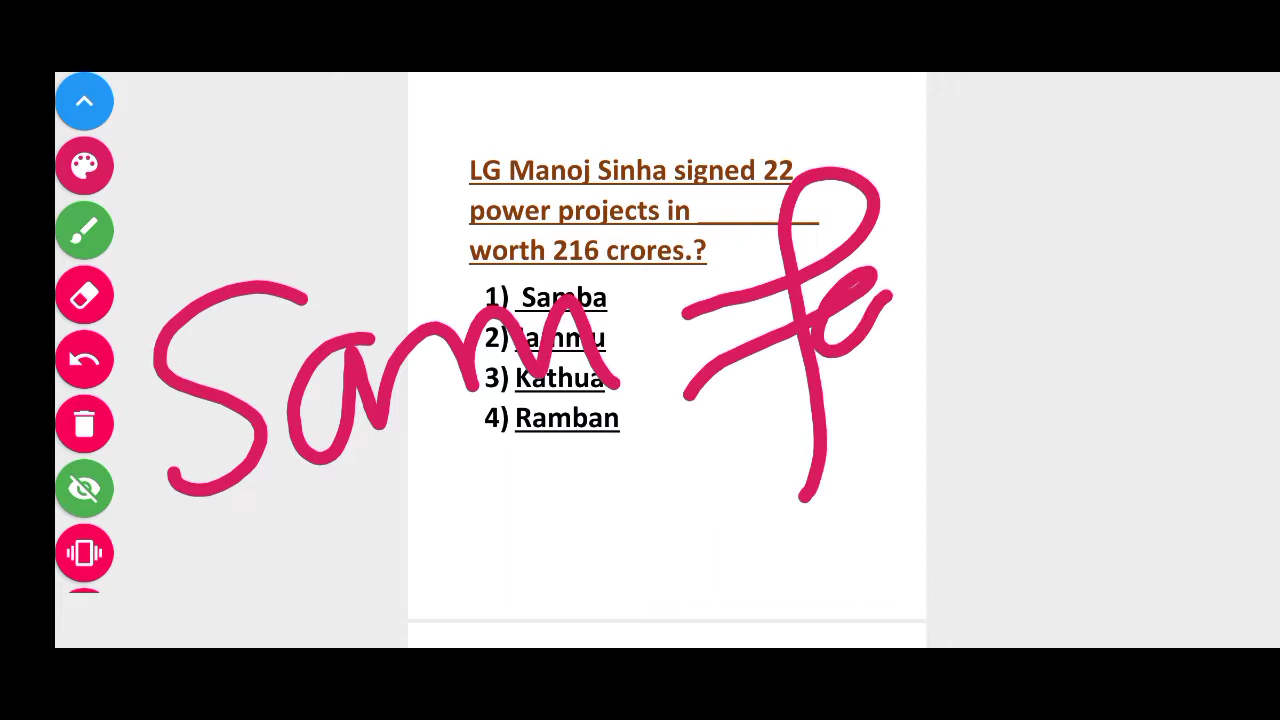 LG Manoj Sinha signed 22
power projects in ________
worth 216 crores.?
1) Samba
2) Jammu
3) Kathua
4) Ramban
Sam